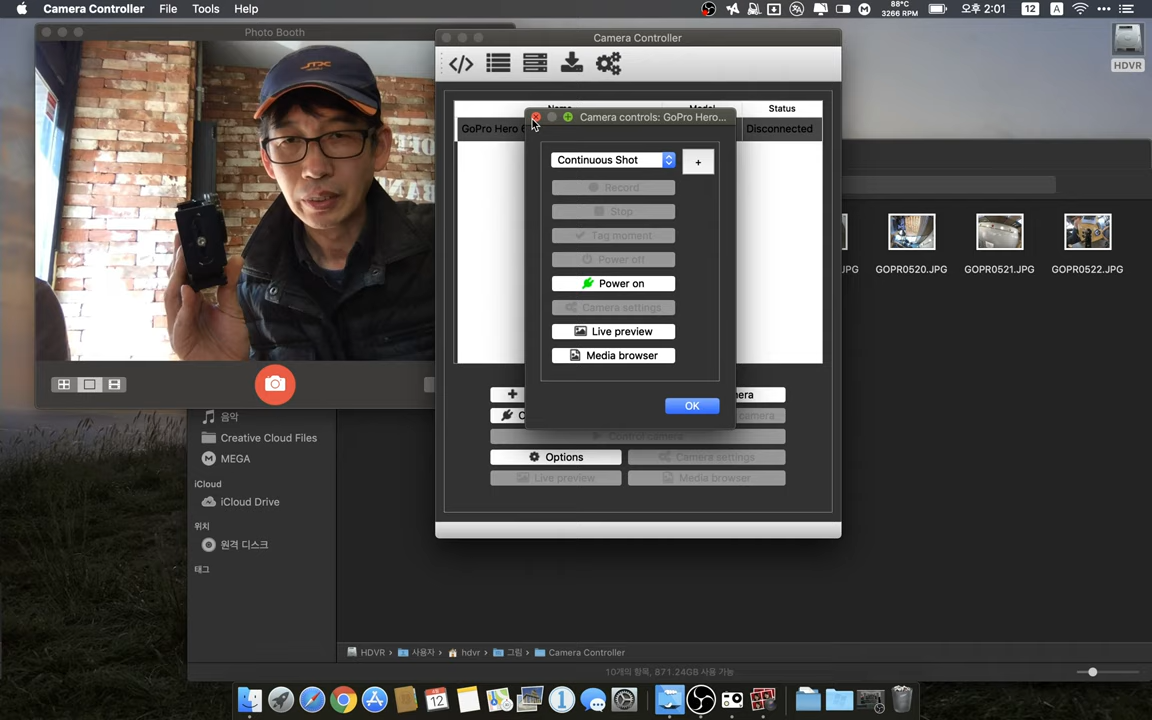 Camera Controller File Tools Help
88°C
3266 RPM
오후 2:01
12
A
Photo Booth
Camera Controller
HDVR
Name Model Status
Camera controls: GoPro Hero...
GoPro Hero 6 Disconnected
Continuous Shot
+
Record
Stop
Tag moment
Power off
Power on
Camera settings
Live preview
Media browser
OK
JPG GOPR0520.JPG GOPR0521.JPG GOPR0522.JPG
Control camera
Options Camera settings
Live preview Media browser
음악
Creative Cloud Files
MEGA
iCloud
iCloud Drive
위치
원격 디스크
태그
HDVR › 사용자 › hdvr › 그림 › Camera Controller
10개의 항목, 871.24GB 사용 가능